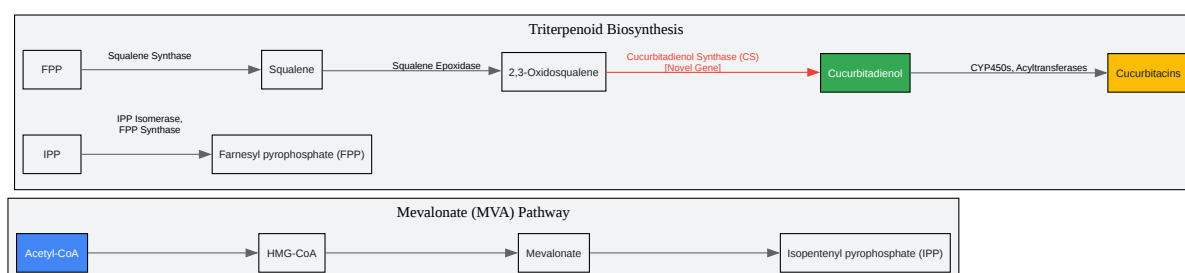 Triterpenoid Biosynthesis
FPP
Squalene Synthase
Squalene
Squalene Epoxidase
2,3-Oxidosqualene
Cucurbitadienol Synthase (CS)
[Novel Gene]
Cucurbitadienol
CYP450s, Acyltransferases
Cucurbitacins
IPP
IPP Isomerase,
FPP Synthase
Farnesyl pyrophosphate (FPP)
Mevalonate (MVA) Pathway
Acetyl-CoA
HMG-CoA
Mevalonate
Isopentenyl pyrophosphate (IPP)